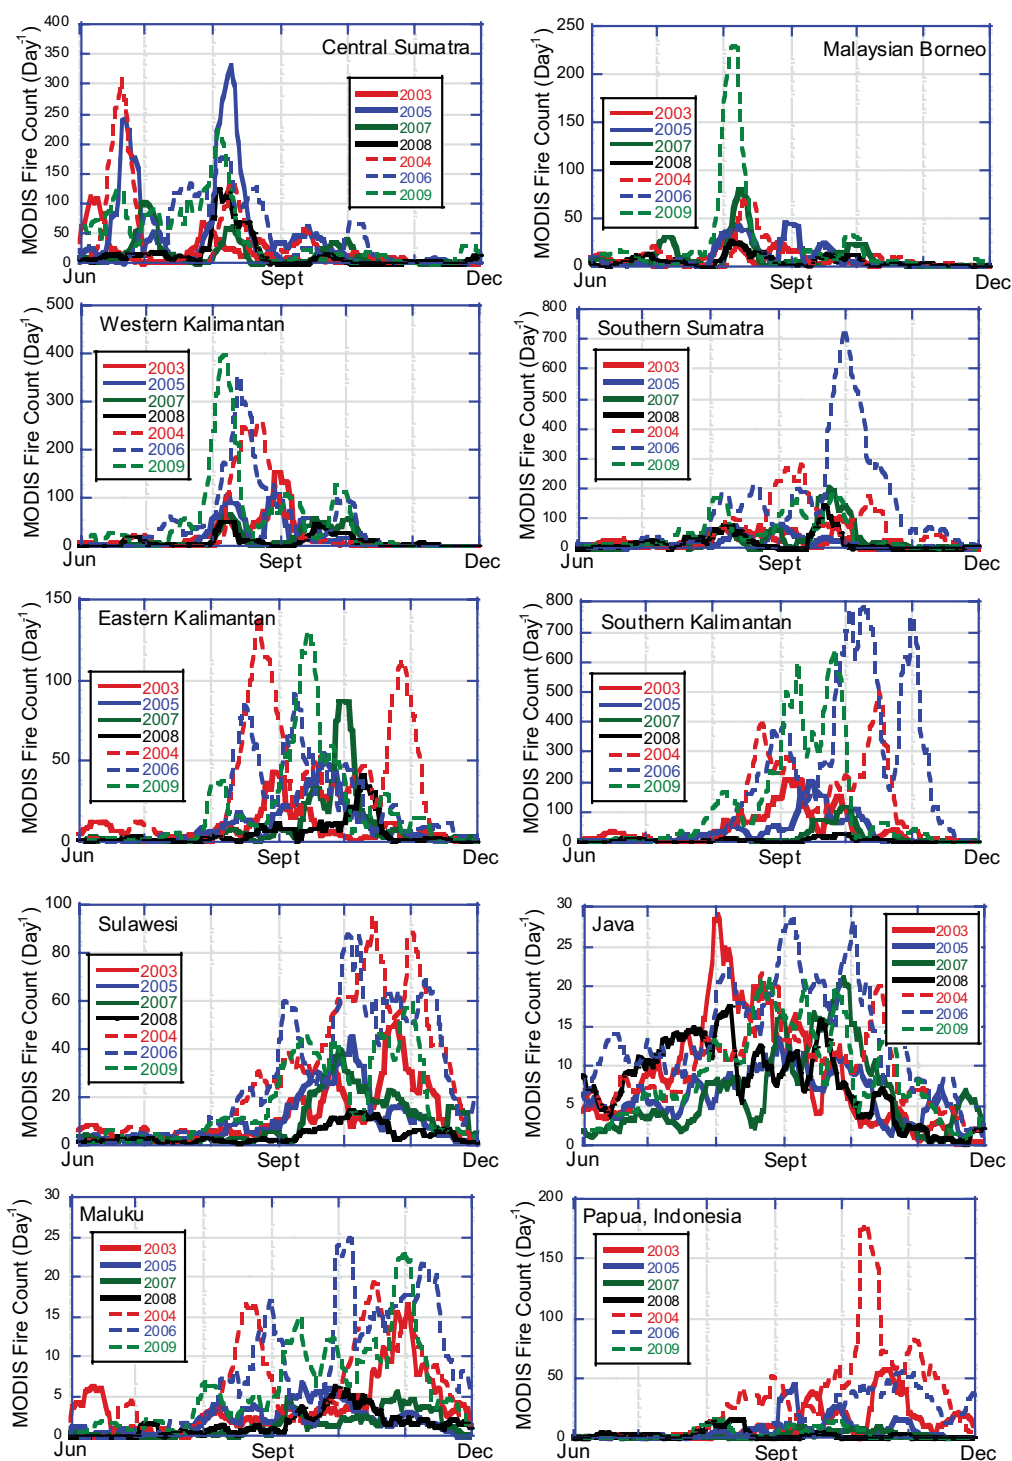 Central Sumatra
MODIS Fire Count (Day-1)
400
350
300
250
200
150
100
50
0
2003
2005
2007
2008
2004
2006
2009
Jun
Sept
Dec
Malaysian Borneo
MODIS Fire Count (Day-1)
250
200
150
100
50
0
2003
2005
2007
2008
2004
2006
2009
Jun
Sept
Dec
Western Kalimantan
MODIS Fire Count (Day-1)
500
400
300
200
100
0
2003
2005
2007
2008
2004
2006
2009
Jun
Sept
Dec
Southern Sumatra
MODIS Fire Count (Day-1)
800
700
600
500
400
300
200
100
0
2003
2005
2007
2008
2004
2006
2009
Jun
Sept
Dec
Eastern Kalimantan
MODIS Fire Count (Day-1)
150
100
50
0
2003
2005
2007
2008
2004
2006
2009
Jun
Sept
Dec
Southern Kalimantan
MODIS Fire Count (Day-1)
800
700
600
500
400
300
200
100
0
2003
2005
2007
2008
2004
2006
2009
Jun
Sept
Dec
Sulawesi
MODIS Fire Count (Day-1)
100
80
60
40
20
0
2003
2005
2007
2008
2004
2006
2009
Jun
Sept
Dec
Java
MODIS Fire Count (Day-1)
30
25
20
15
10
5
0
2003
2005
2007
2008
2004
2006
2009
Jun
Sept
Dec
Maluku
MODIS Fire Count (Day-1)
30
25
20
15
10
5
0
2003
2005
2007
2008
2004
2006
2009
Jun
Sept
Dec
Papua, Indonesia
MODIS Fire Count (Day-1)
200
150
100
50
0
2003
2005
2007
2008
2004
2006
2009
Jun
Sept
Dec